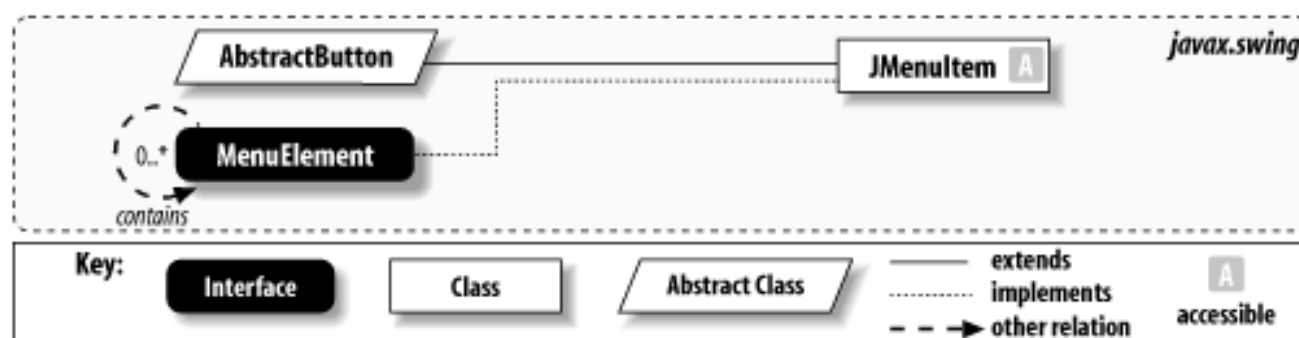 AbstractButton
JMenuItem A
javax.swing
0..*
MenuElement
contains
Key:
Interface
Class
Abstract Class
extends
implements
other relation
A
accessible